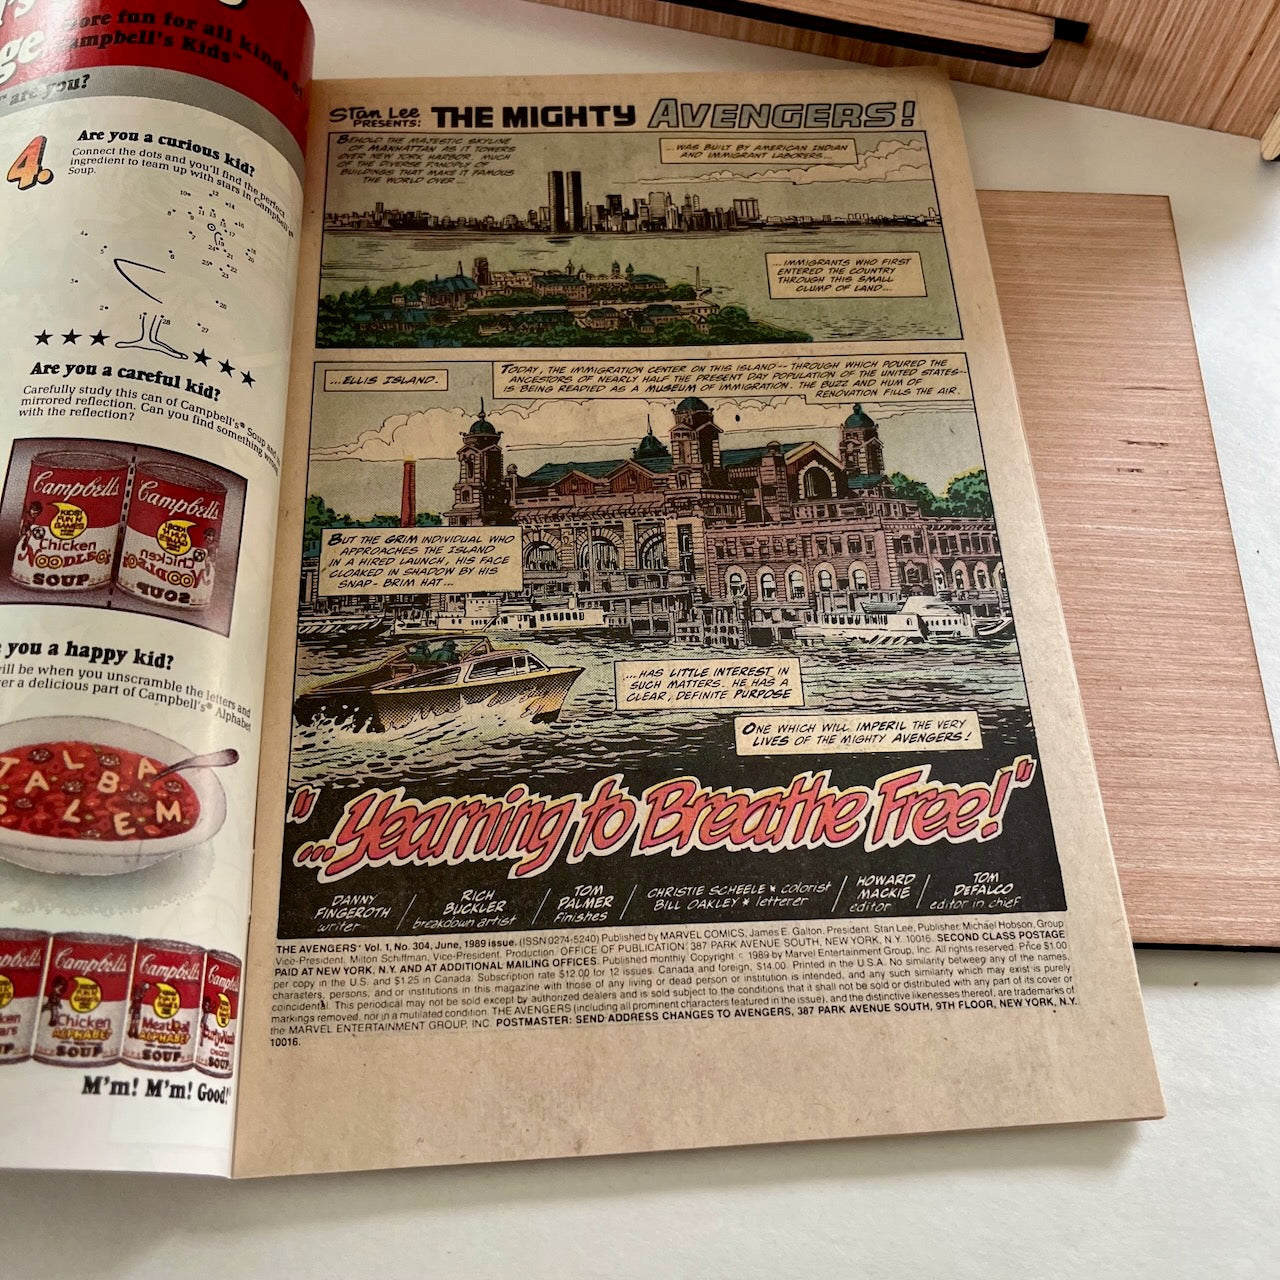 ore fun for all kinds of
Campbell's Kids™
ge
are you?
4.
Are you a curious kid?
Connect the dots and you'll find the perfect
ingredient to team up with stars in Campbell's
Soup.
Are you a careful kid?
Carefully study this can of Campbell's® Soup and its
mirrored reflection. Can you find something wrong
with the reflection?
Campbell's
KIDS!
FUN N
GAMES
Chicken
NOODLEO's
SOUP
Campbell's
Chicken
NOODLEO's
SOUP
you a happy kid?
ill be when you unscramble the letters and
er a delicious part of Campbell's® Alphabet
T A L B A
S L E M
Campbell's
SOUP
Campbell's
Chicken
ALPHABET
SOUP
Campbell's
Meatball
ALPHABET
SOUP
Campbell's
SOUP
M'm! M'm! Good!
STAN LEE
PRESENTS:
THE MIGHTY AVENGERS!
BEHOLD THE MAJESTIC SKYLINE
OF MANHATTAN AS IT TOWERS
OVER NEW YORK HARBOR. MUCH
OF THE DIVERSE PANOPLY OF
BUILDINGS THAT MAKE IT FAMOUS
THE WORLD OVER...
...WAS BUILT BY AMERICAN INDIAN
AND IMMIGRANT LABORERS...
...IMMIGRANTS WHO FIRST
ENTERED THE COUNTRY
THROUGH THIS SMALL
CLUMP OF LAND...
...ELLIS ISLAND.
TODAY, THE IMMIGRATION CENTER ON THIS ISLAND-- THROUGH WHICH POURED THE
ANCESTORS OF NEARLY HALF THE PRESENT DAY POPULATION OF THE UNITED STATES--
IS BEING READIED AS A MUSEUM OF IMMIGRATION. THE BUZZ AND HUM OF
RENOVATION FILLS THE AIR.
BUT THE GRIM INDIVIDUAL WHO
APPROACHES THE ISLAND
IN A HIRED LAUNCH, HIS FACE
CLOAKED IN SHADOW BY HIS
SNAP-BRIM HAT...
...HAS LITTLE INTEREST IN
SUCH MATTERS. HE HAS A
CLEAR, DEFINITE PURPOSE
ONE WHICH WILL IMPERIL THE VERY
LIVES OF THE MIGHTY AVENGERS!
"...Yearning to Breathe Free!"
DANNY
FINGEROTH
writer
RICH
BUCKLER
breakdown artist
TOM
PALMER
finishes
CHRISTIE SCHEELE * colorist
BILL OAKLEY * letterer
HOWARD
MACKIE
editor
TOM
DEFALCO
editor in chief
THE AVENGERS® Vol. 1, No. 304, June, 1989 issue. (ISSN 0274-5240) Published by MARVEL COMICS, James E. Galton, President. Stan Lee, Publisher. Michael Hobson, Group
Vice-President. Milton Schiffman, Vice-President, Production. OFFICE OF PUBLICATION: 387 PARK AVENUE SOUTH, NEW YORK, N.Y. 10016. SECOND CLASS POSTAGE
PAID AT NEW YORK, N.Y. AND AT ADDITIONAL MAILING OFFICES. Published monthly. Copyright © 1989 by Marvel Entertainment Group, Inc. All rights reserved. Price $1.00
per copy in the U.S. and $1.25 in Canada. Subscription rate $12.00 for 12 issues. Canada and foreign, $14.00. Printed in the U.S.A. No similarity between any of the names,
characters, persons, and/or institutions in this magazine with those of any living or dead person or institution is intended, and any such similarity which may exist is purely
coincidental. This periodical may not be sold except by authorized dealers and is sold subject to the conditions that it shall not be sold or distributed with any part of its cover or
markings removed, nor in a mutilated condition. THE AVENGERS (including all prominent characters featured in the issue), and the distinctive likenesses thereof, are trademarks of
the MARVEL ENTERTAINMENT GROUP, INC. POSTMASTER: SEND ADDRESS CHANGES TO AVENGERS, 387 PARK AVENUE SOUTH, 9TH FLOOR, NEW YORK, N.Y.
10016.